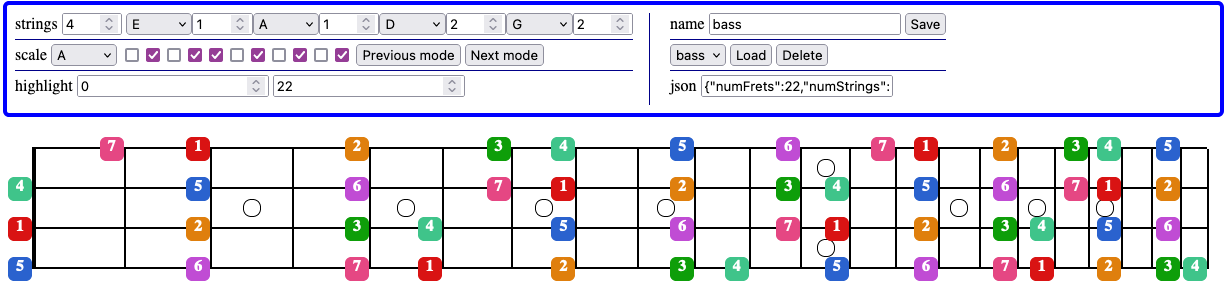 strings 4 E 1 A 1 D 2 G 2
scale A Previous mode Next mode
highlight 0 22
name bass Save
bass Load Delete
json {"numFrets":22,"numStrings":
7 1 2 3 4 5 6 7 1 2 3 4 5
4 5 6 7 1 2 3 4 5 6 7 1 2
1 2 3 4 5 6 7 1 2 3 4 5 6
5 6 7 1 2 3 4 5 6 7 1 2 3 4